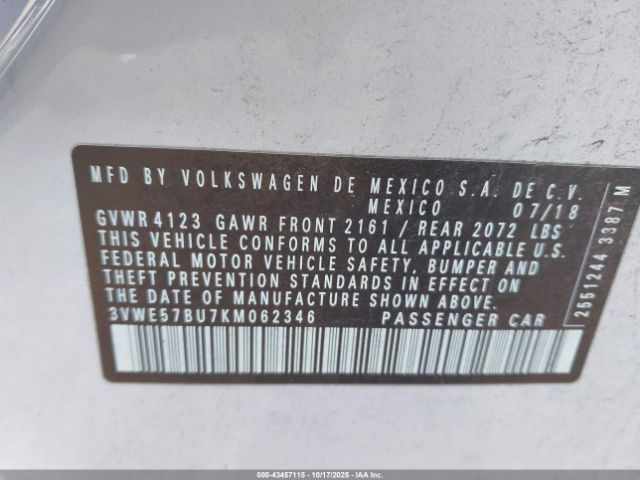 MFD BY VOLKSWAGEN DE MEXICO S.A. DE C.V.
MEXICO 07/18
GVWR 4123 GAWR FRONT 2161 / REAR 2072 LBS
THIS VEHICLE CONFORMS TO ALL APPLICABLE U.S.
FEDERAL MOTOR VEHICLE SAFETY, BUMPER AND
THEFT PREVENTION STANDARDS IN EFFECT ON
THE DATE OF MANUFACTURE SHOWN ABOVE.
3VWE57BU7KM062346 PASSENGER CAR
2551244 3387 M
000-43457115 - 10/17/2025 - IAAI.COM